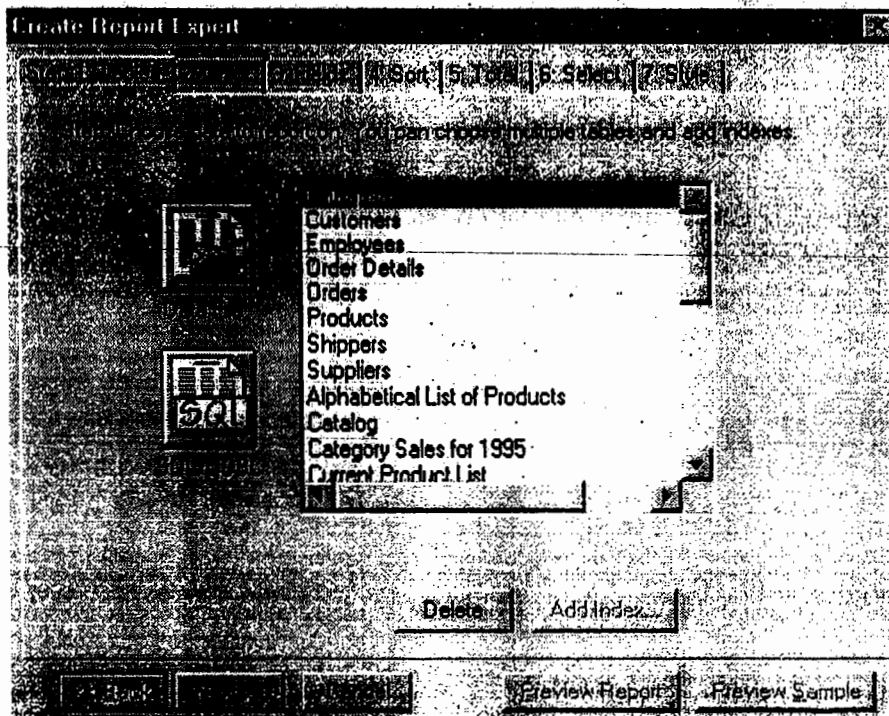 Create Report Expert
4: Sort 5: Total 6: Select 7: Style
You can choose multiple tables and add indexes.
Customers
Employees
Order Details
Orders
Products
Shippers
Suppliers
Alphabetical List of Products
Catalog
Category Sales for 1995
Current Product List
SQL
Delete Add Index...
Back Preview Report Preview Sample